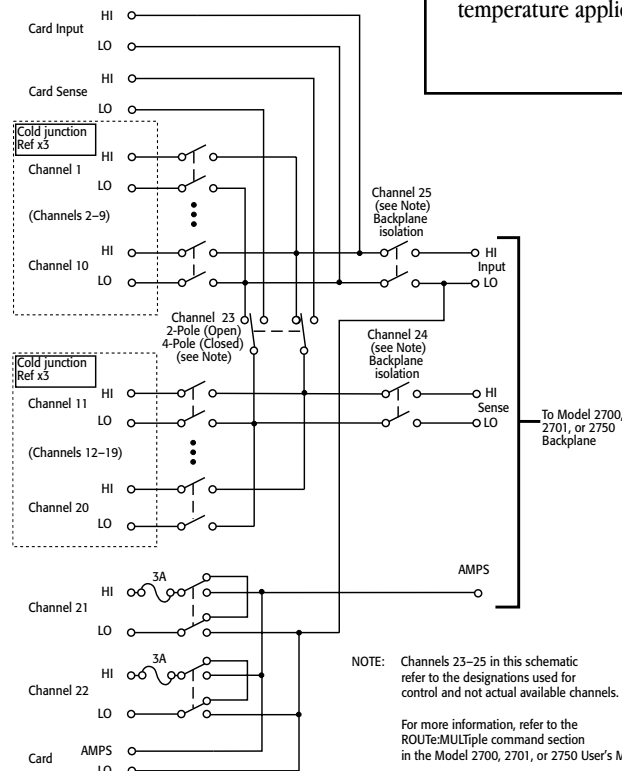 temperature applic
Card Input
HI
LO
Card Sense
HI
LO
Cold junction
Ref x3
Channel 1
HI
LO
(Channels 2–9)
Channel 10
HI
LO
Channel 25
(see Note)
Backplane
isolation
HI
Input
LO
Channel 23
2-Pole (Open)
4-Pole (Closed)
(see Note)
Channel 24
(see Note)
Backplane
isolation
Cold junction
Ref x3
Channel 11
HI
LO
HI
Sense
LO
To Model 2700,
2701, or 2750
Backplane
(Channels 12–19)
Channel 20
HI
LO
AMPS
Channel 21
HI
3A
LO
Channel 22
HI
3A
LO
Card
AMPS
LO
NOTE: Channels 23–25 in this schematic
refer to the designations used for
control and not actual available channels.
For more information, refer to the
ROUTe:MULTiple command section
in the Model 2700, 2701, or 2750 User's M